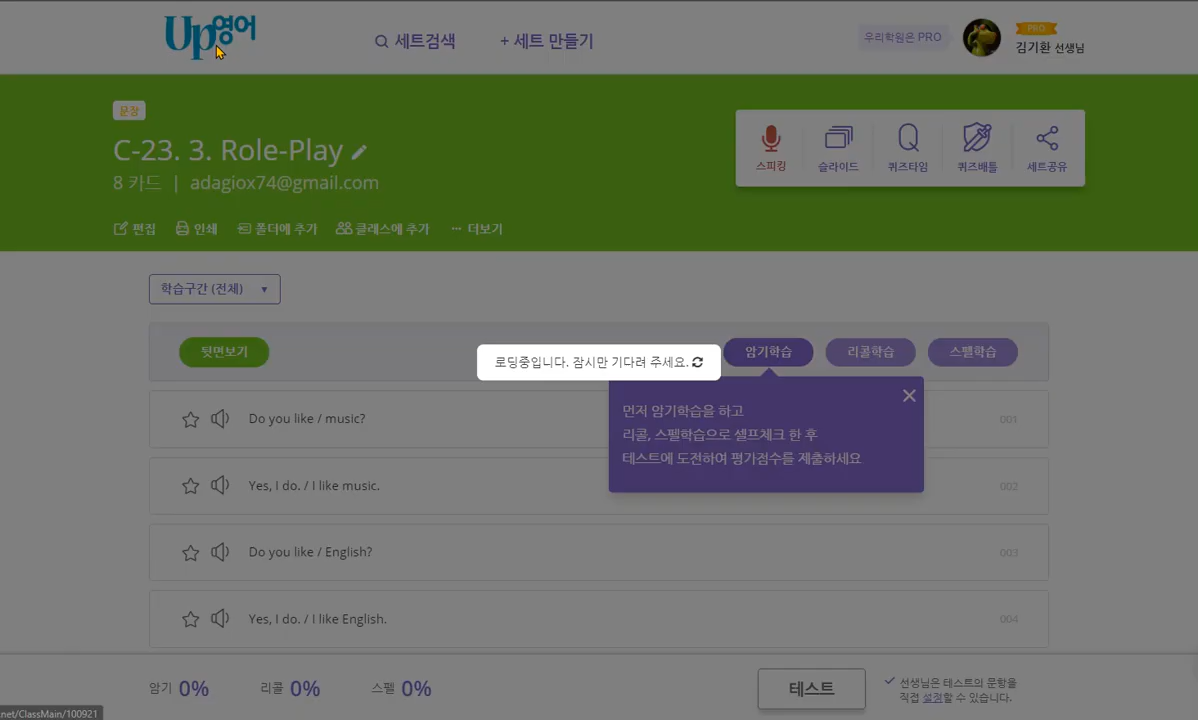 Up영어
세트검색
+ 세트 만들기
우리학원은 PRO
PRO
김기환 선생님
문장
C-23. 3. Role-Play
8 카드 | adagiox74@gmail.com
편집
인쇄
폴더에 추가
클래스에 추가
··· 더보기
스피킹
슬라이드
퀴즈타임
퀴즈배틀
세트공유
학습구간 (전체) ▼
뒷면보기
로딩중입니다. 잠시만 기다려 주세요.
암기학습
리콜학습
스펠학습
먼저 암기학습을 하고
리콜, 스펠학습으로 셀프체크 한 후
테스트에 도전하여 평가점수를 제출하세요
Do you like / music?
001
Yes, I do. / I like music.
002
Do you like / English?
003
Yes, I do. / I like English.
004
암기 0%
리콜 0%
스펠 0%
테스트
선생님은 테스트의 문항을
직접 설정할 수 있습니다.
.net/ClassMain/100921